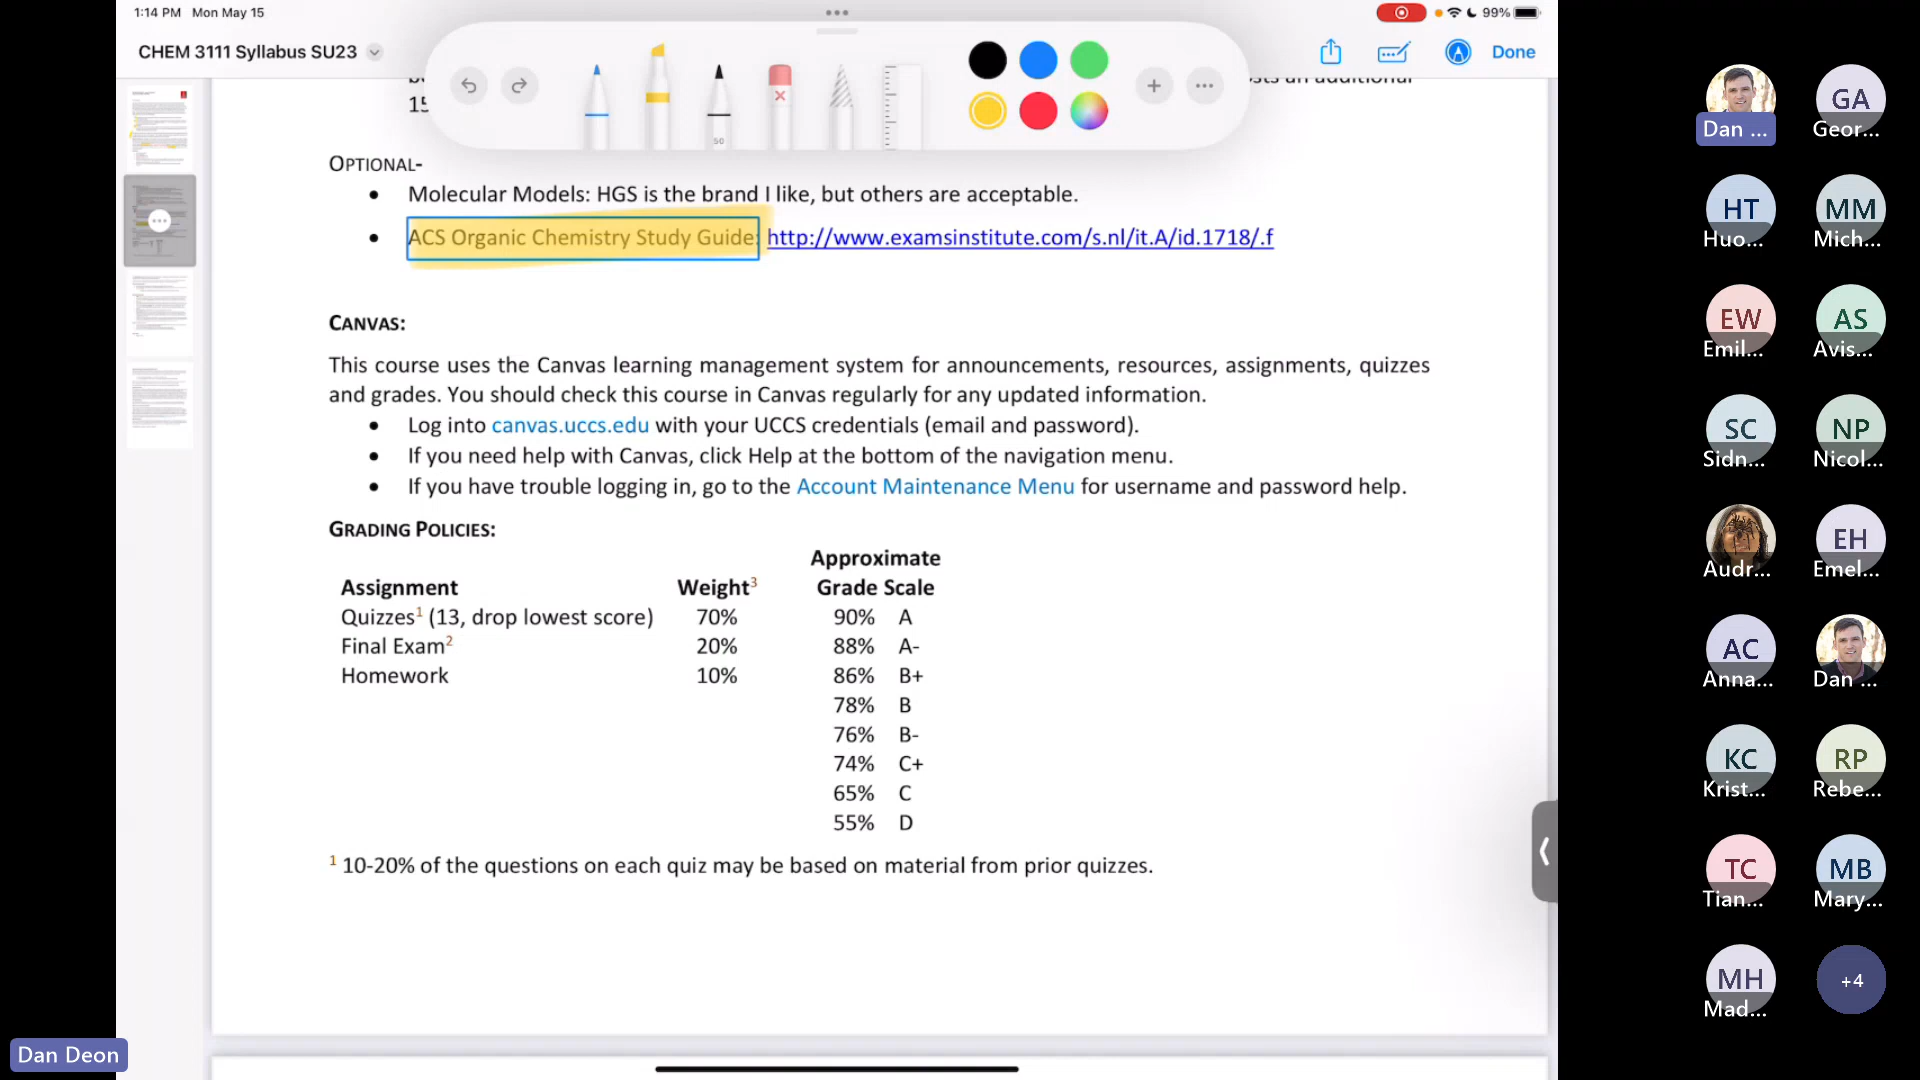 1:14 PM Mon May 15
99%
CHEM 3111 Syllabus SU23
Done
50
OPTIONAL-
• Molecular Models: HGS is the brand I like, but others are acceptable.
• ACS Organic Chemistry Study Guide: http://www.examsinstitute.com/s.nl/it.A/id.1718/.f
CANVAS:
This course uses the Canvas learning management system for announcements, resources, assignments, quizzes
and grades. You should check this course in Canvas regularly for any updated information.
• Log into canvas.uccs.edu with your UCCS credentials (email and password).
• If you need help with Canvas, click Help at the bottom of the navigation menu.
• If you have trouble logging in, go to the Account Maintenance Menu for username and password help.
GRADING POLICIES:
Approximate
Assignment Weight³ Grade Scale
Quizzes¹ (13, drop lowest score) 70% 90% A
Final Exam² 20% 88% A-
Homework 10% 86% B+
78% B
76% B-
74% C+
65% C
55% D
¹ 10-20% of the questions on each quiz may be based on material from prior quizzes.
Dan Deon
Dan ...
GA
Geor...
HT
Huo...
MM
Mich...
EW
Emil...
AS
Avis...
SC
Sidn...
NP
Nicol...
Audr...
EH
Emel...
AC
Anna...
Dan ...
KC
Krist...
RP
Rebe...
TC
Tian...
MB
Mary...
MH
Mad...
+4